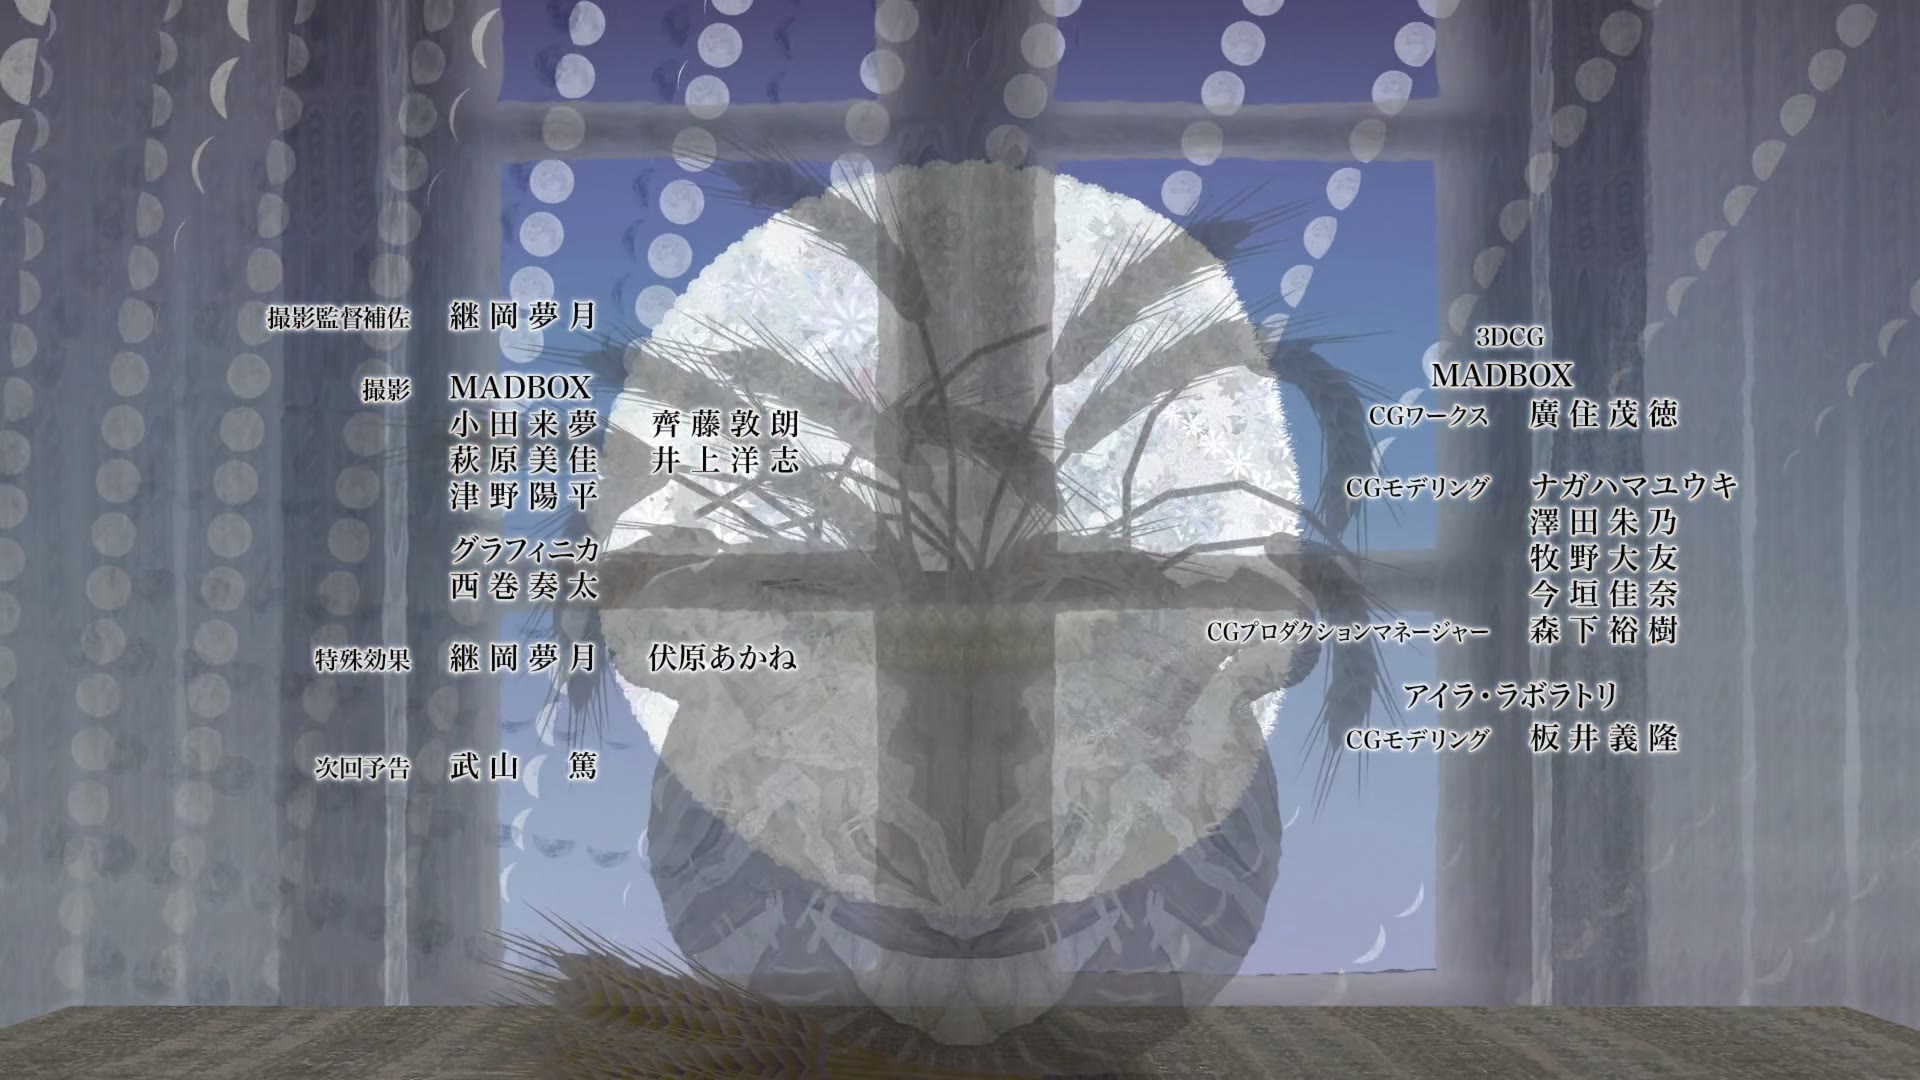 撮影監督補佐 継岡夢月
撮影 MADBOX
小田来夢 齊藤敦朗
萩原美佳 井上洋志
津野陽平
グラフィニカ
西巻奏太
特殊効果 継岡夢月 伏原あかね
次回予告 武山 篤
3DCG
MADBOX
CGワークス 廣住茂徳
CGモデリング ナガハマユウキ
澤田朱乃
牧野大友
今垣佳奈
CGプロダクションマネージャー 森下裕樹
アイラ・ラボラトリ
CGモデリング 板井義隆